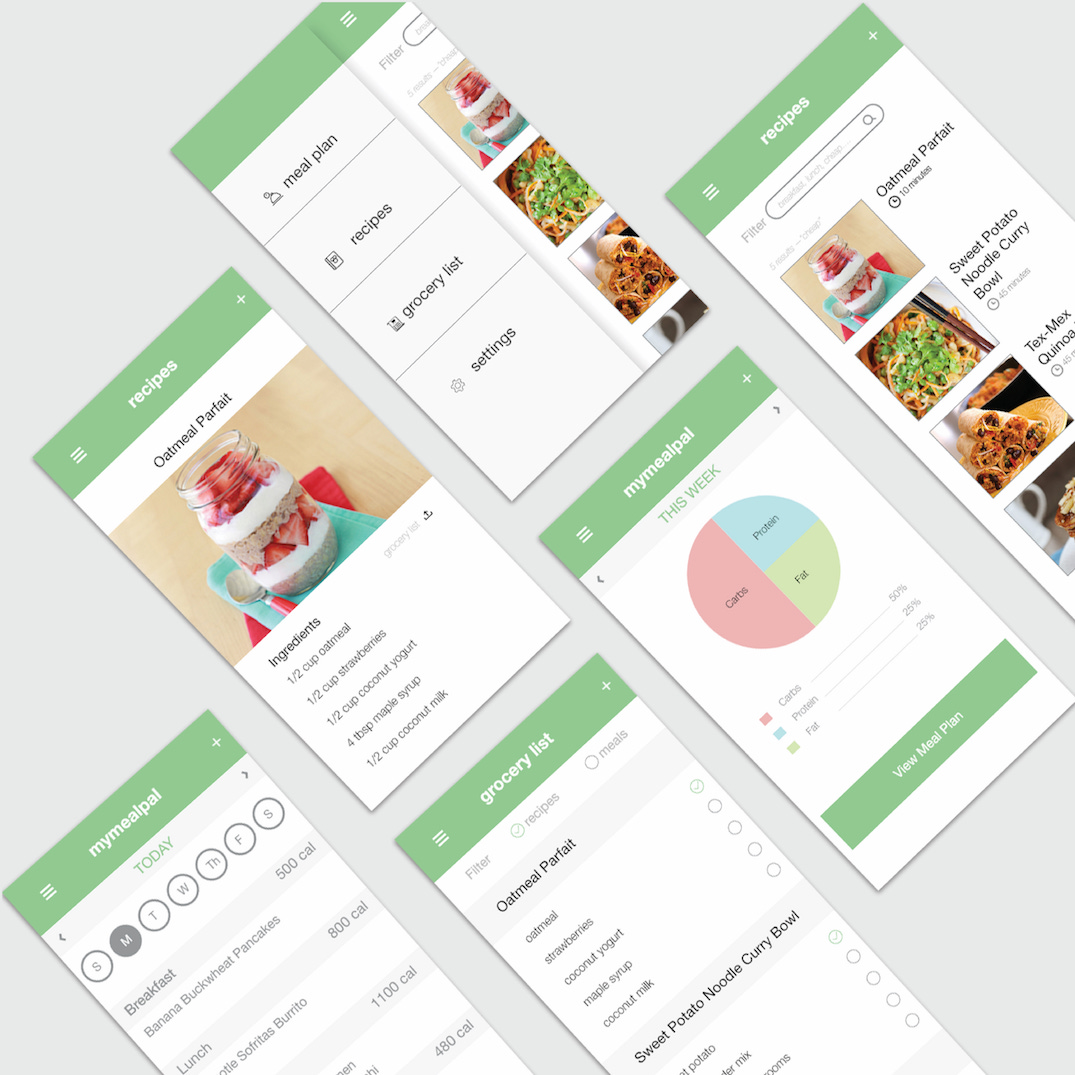 Filter
5 results — "cheap"
meal plan
recipes
grocery list
settings
recipes
+
Filter
breakfast, lunch, cheap...
5 results — "cheap"
Oatmeal Parfait
10 minutes
Sweet Potato
Noodle Curry
Bowl
45 minutes
Tex-Mex
Quinoa
45 m
recipes
+
Oatmeal Parfait
grocery list
Ingredients
1/2 cup oatmeal
1/2 cup strawberries
1/2 cup coconut yogurt
4 tbsp maple syrup
1/2 cup coconut milk
mymealpal
+
THIS WEEK
Protein
Fat
Carbs
Carbs 50%
Protein 25%
Fat 25%
View Meal Plan
mymealpal
+
TODAY
S M T W Th F S
Breakfast 500 cal
Banana Buckwheat Pancakes
Lunch 800 cal
otle Sofritas Burrito
1100 cal
480 cal
grocery list
+
Filter recipes meals
Oatmeal Parfait
oatmeal
strawberries
coconut yogurt
maple syrup
coconut milk
Sweet Potato Noodle Curry Bowl
et potato
der mix
rooms